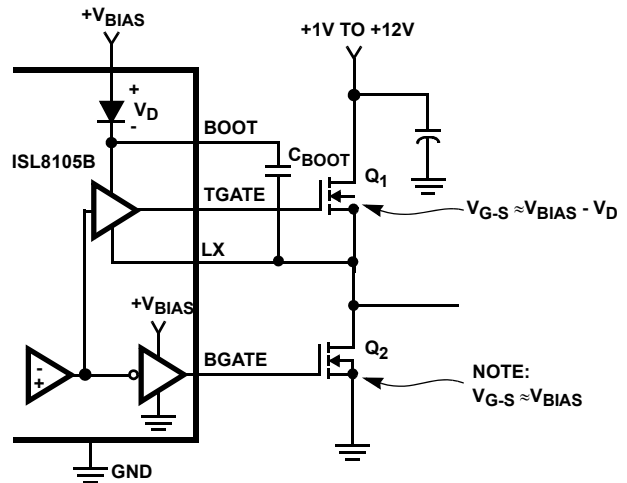 +VBIAS
+1V TO +12V
+
VD
-
BOOT
ISL8105B
CBOOT
Q1
TGATE
VG-S ≈VBIAS - VD
LX
+VBIAS
BGATE
Q2
-
+
NOTE:
VG-S ≈VBIAS
GND